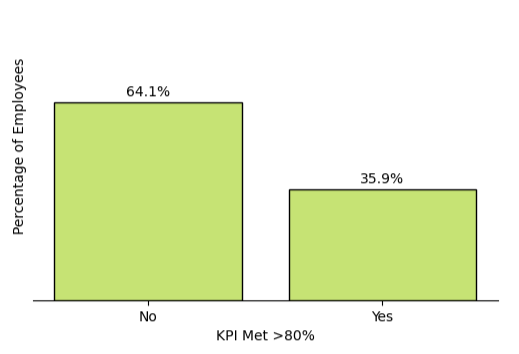 64.1%
35.9%
Percentage of Employees
No
Yes
KPI Met >80%